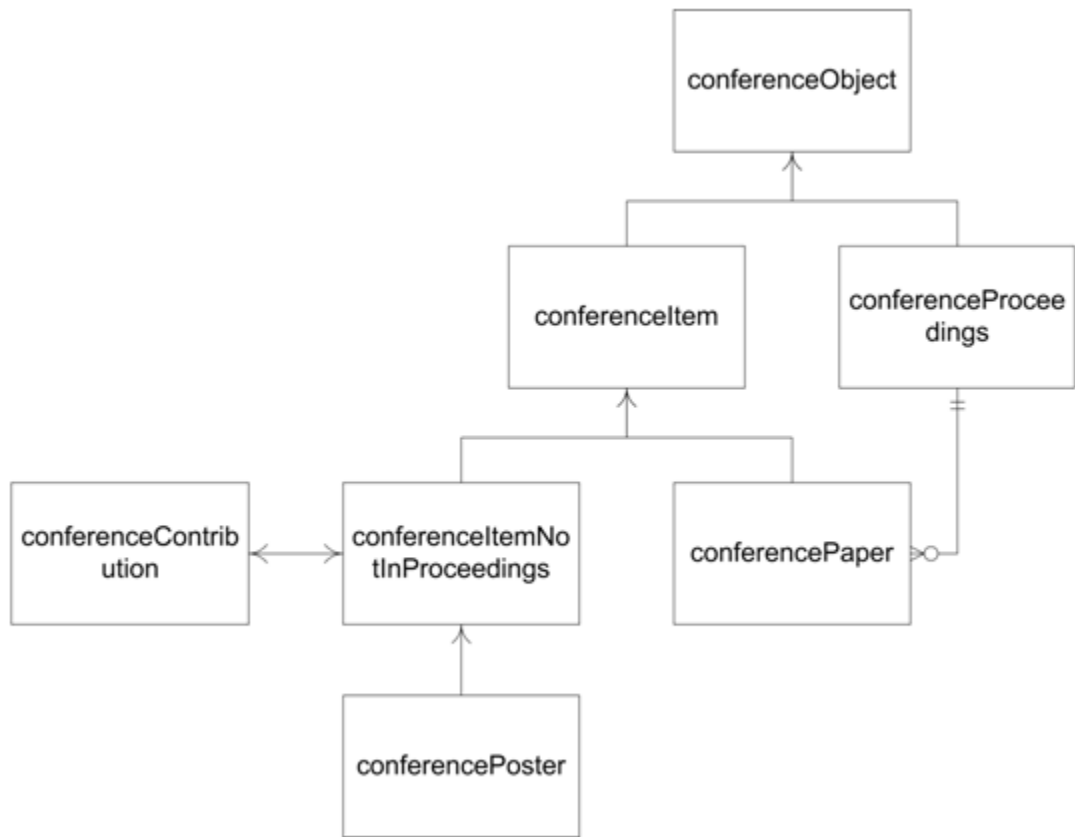 conferenceObject
conferenceItem
conferenceProcee
dings
conferenceContrib
ution
conferenceItemNo
tInProceedings
conferencePaper
conferencePoster